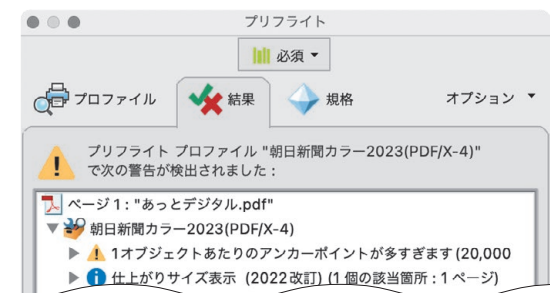 プリフライト
必須
プロファイル 結果 規格 オプション
プリフライト プロファイル "朝日新聞カラー2023(PDF/X-4)"
で次の警告が検出されました：
ページ 1："あっとデジタル.pdf"
朝日新聞カラー2023(PDF/X-4)
1オブジェクトあたりのアンカーポイントが多すぎます(20,000
仕上がりサイズ表示 (2022改訂) (1 個の該当箇所：1 ページ)